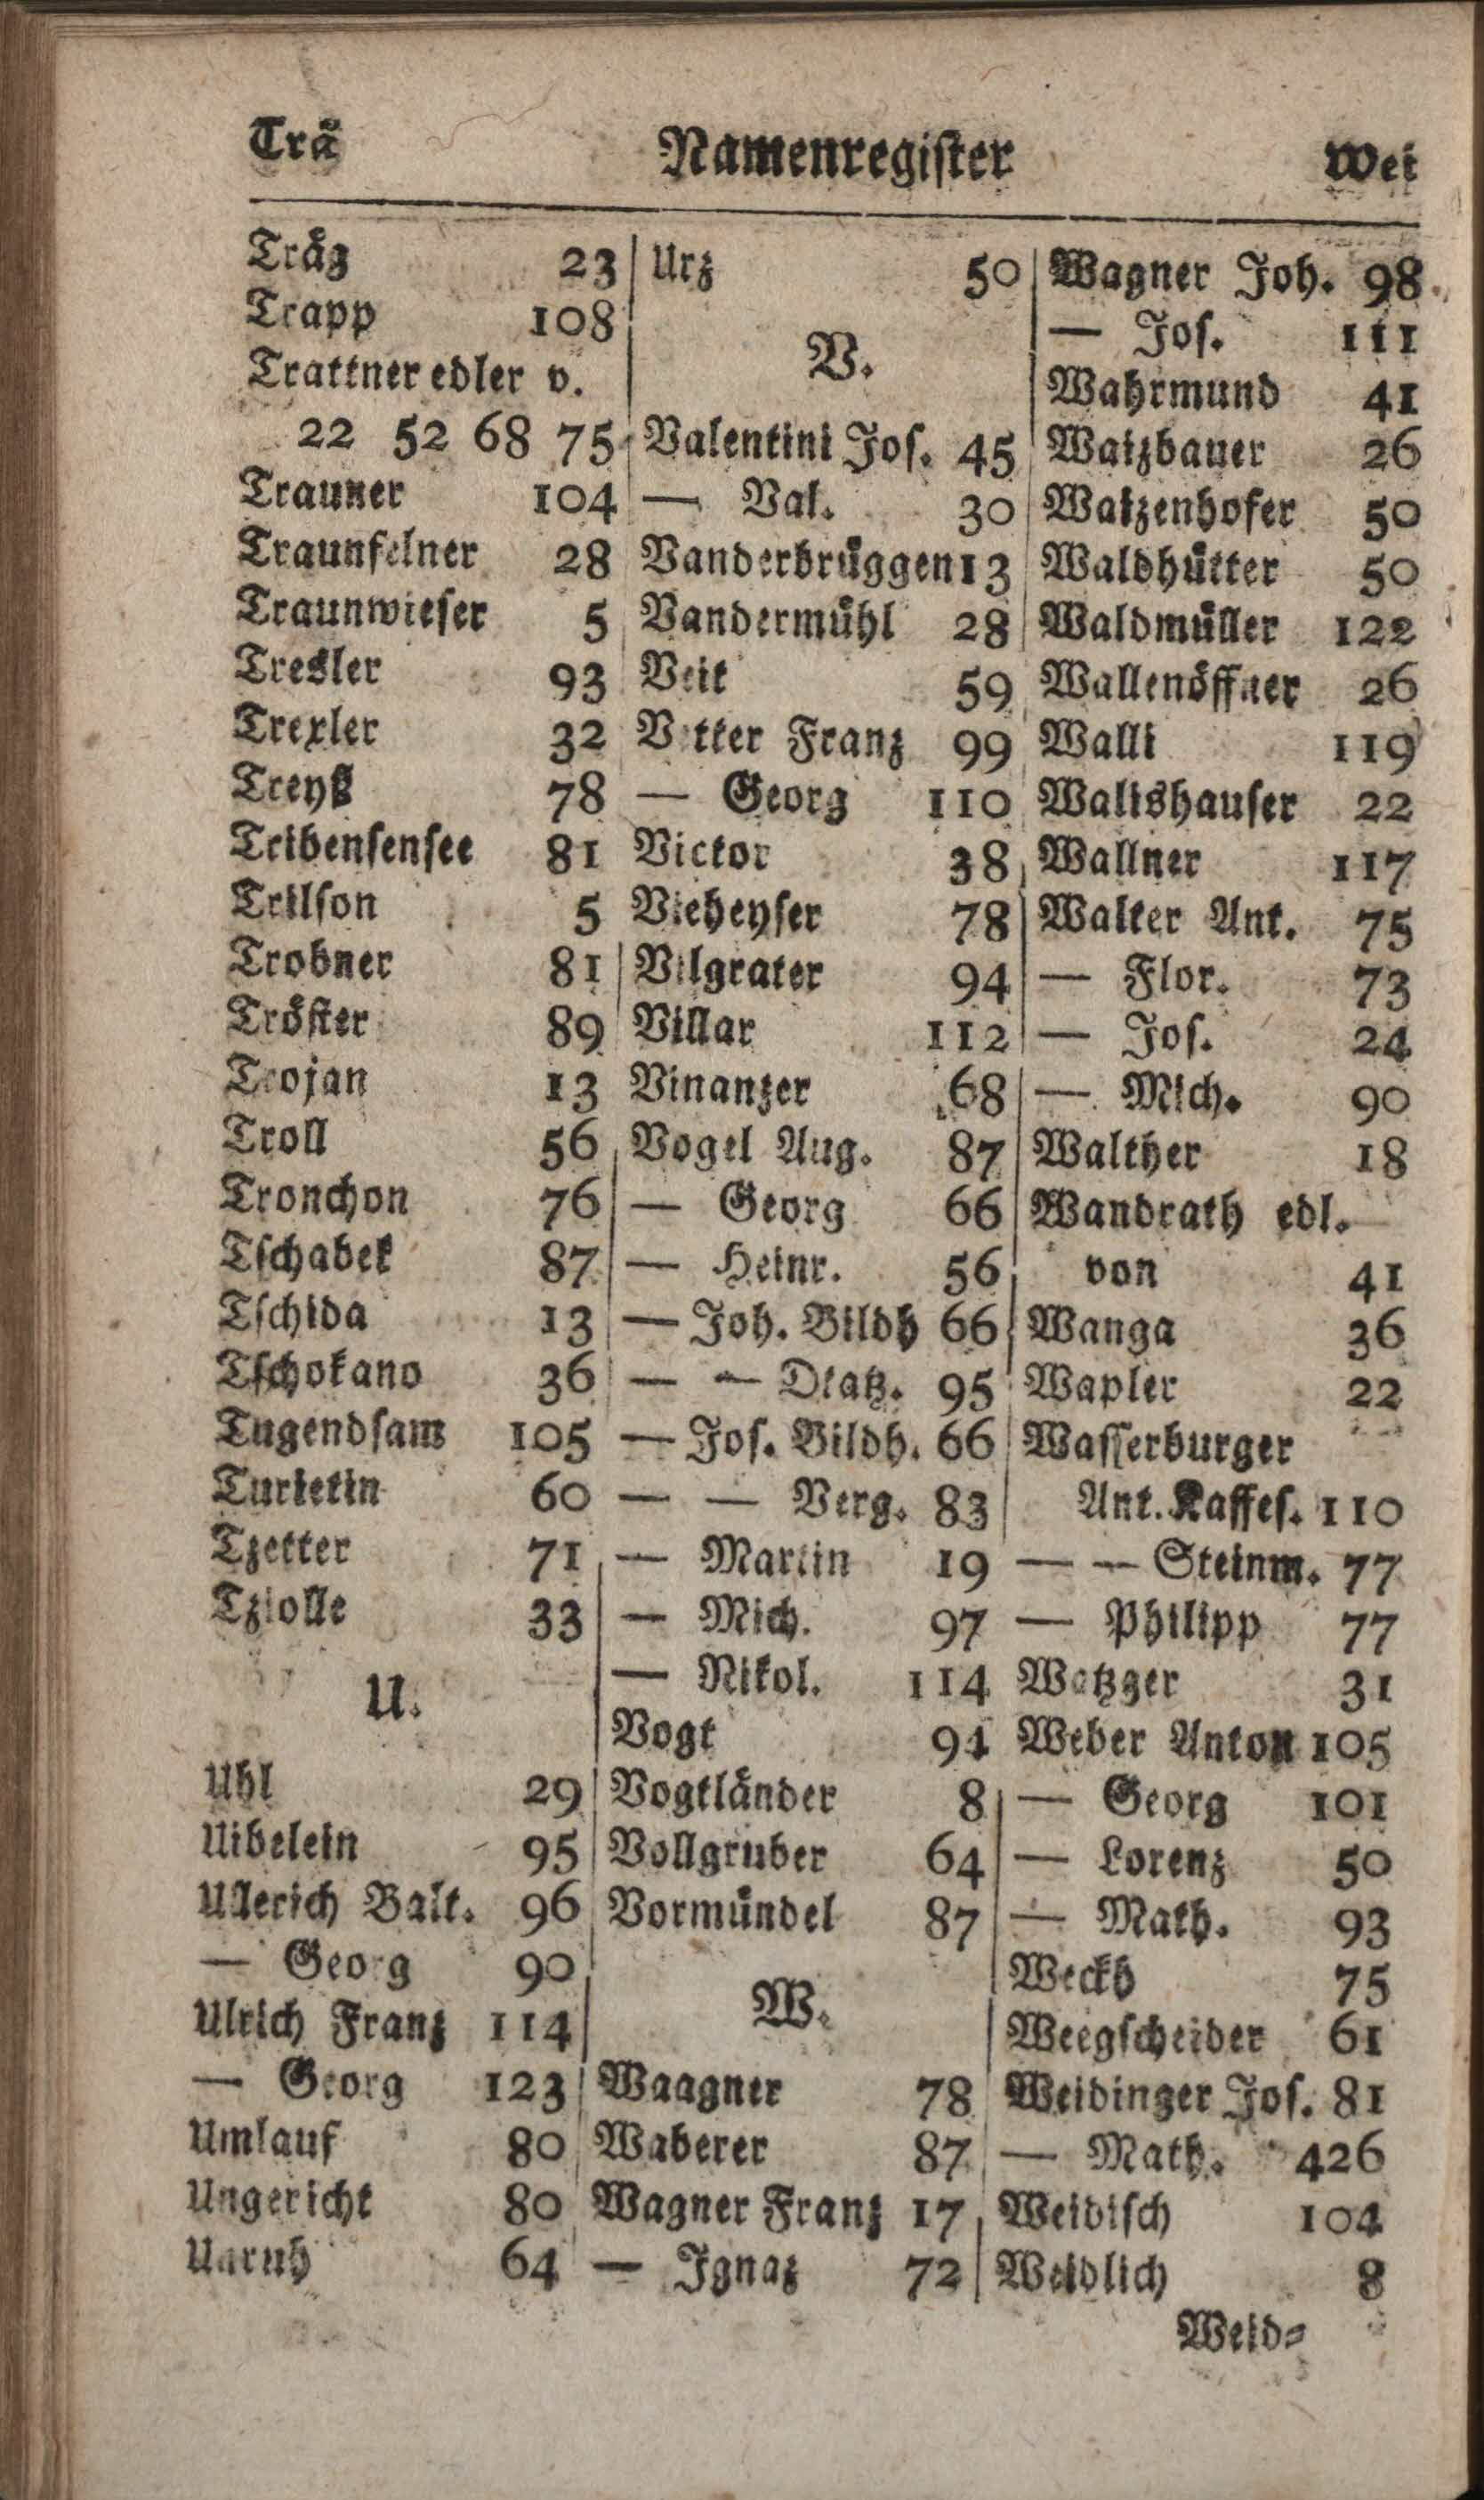 Trä Namenregister Wei
Träg 23
Trapp 108
Trattner edler v.
22 52 68 75
Trauner 104
Traunfelner 28
Traunwieser 5
Tresler 93
Trexler 32
Treyß 78
Tribensensee 81
Trilson 5
Trobner 81
Tröster 89
Trojan 13
Troll 56
Tronchon 76
Tschabek 87
Tschida 13
Tschokano 36
Tugendsam 105
Turietin 60
Tzetter 71
Tziolle 33
U.
Uhl 29
Uibelein 95
Ullerich Balt. 96
— Georg 90
Ulrich Franz 114
— Georg 123
Umlauf 80
Ungericht 80
Unruh 64
Urz 50
V.
Valentini Jos. 45
— Val. 30
Vanderbrüggen 13
Vandermühl 28
Veit 59
Vetter Franz 99
— Georg 110
Victor 38
Vieheyser 78
Vilgrater 94
Villar 112
Vinanzer 68
Vogel Aug. 87
— Georg 66
— Heinr. 56
— Joh. Bildh 66
— — Dkatz. 95
— Jos. Bildh. 66
— — Verg. 83
— Martin 19
— Mich. 97
— Nikol. 114
Vogt 94
Vogtländer 8
Vollgruber 64
Vormündel 87
W.
Waagner 78
Waberer 87
Wagner Franz 17
— Ignaz 72
Wagner Joh. 98
— Jos. 111
Wahrmund 41
Waizbauer 26
Waizenhofer 50
Waldhütter 50
Waldmüller 122
Wallenöffner 26
Walli 119
Walishauser 22
Wallner 117
Walter Ant. 75
— Flor. 73
— Jos. 24
— Mich. 90
Walther 18
Wandrath edl.
von 41
Wanga 36
Wapler 22
Wasserburger
Ant. Kaffes. 110
— — Steinm. 77
— Philipp 77
Watzger 31
Weber Anton 105
— Georg 101
— Lorenz 50
— Math. 93
Weckh 75
Weegscheider 61
Weidinger Jos. 81
— Math. 426
Weidisch 104
Weidlich 8
Weid=